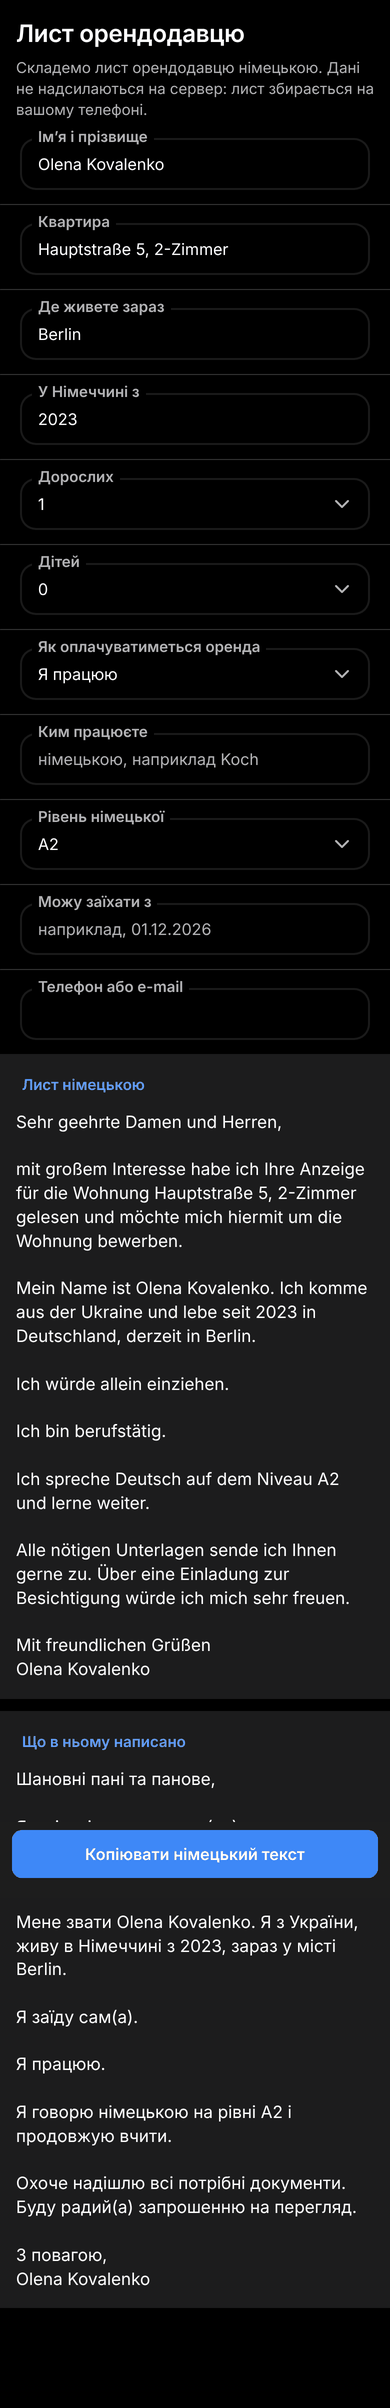 Лист орендодавцю
Складемо лист орендодавцю німецькою. Дані
не надсилаються на сервер: лист збирається на
вашому телефоні.
Ім’я і прізвище
Olena Kovalenko
Квартира
Hauptstraße 5, 2-Zimmer
Де живете зараз
Berlin
У Німеччині з
2023
Дорослих
1
Дітей
0
Як оплачуватиметься оренда
Я працюю
Ким працюєте
німецькою, наприклад Koch
Рівень німецької
A2
Можу заїхати з
наприклад, 01.12.2026
Телефон або e-mail
Лист німецькою
Sehr geehrte Damen und Herren,
mit großem Interesse habe ich Ihre Anzeige
für die Wohnung Hauptstraße 5, 2-Zimmer
gelesen und möchte mich hiermit um die
Wohnung bewerben.
Mein Name ist Olena Kovalenko. Ich komme
aus der Ukraine und lebe seit 2023 in
Deutschland, derzeit in Berlin.
Ich würde allein einziehen.
Ich bin berufstätig.
Ich spreche Deutsch auf dem Niveau A2
und lerne weiter.
Alle nötigen Unterlagen sende ich Ihnen
gerne zu. Über eine Einladung zur
Besichtigung würde ich mich sehr freuen.
Mit freundlichen Grüßen
Olena Kovalenko
Що в ньому написано
Шановні пані та панове,
Копіювати німецький текст
Мене звати Olena Kovalenko. Я з України,
живу в Німеччині з 2023, зараз у місті
Berlin.
Я заїду сам(а).
Я працюю.
Я говорю німецькою на рівні A2 і
продовжую вчити.
Охоче надішлю всі потрібні документи.
Буду радий(а) запрошенню на перегляд.
З повагою,
Olena Kovalenko